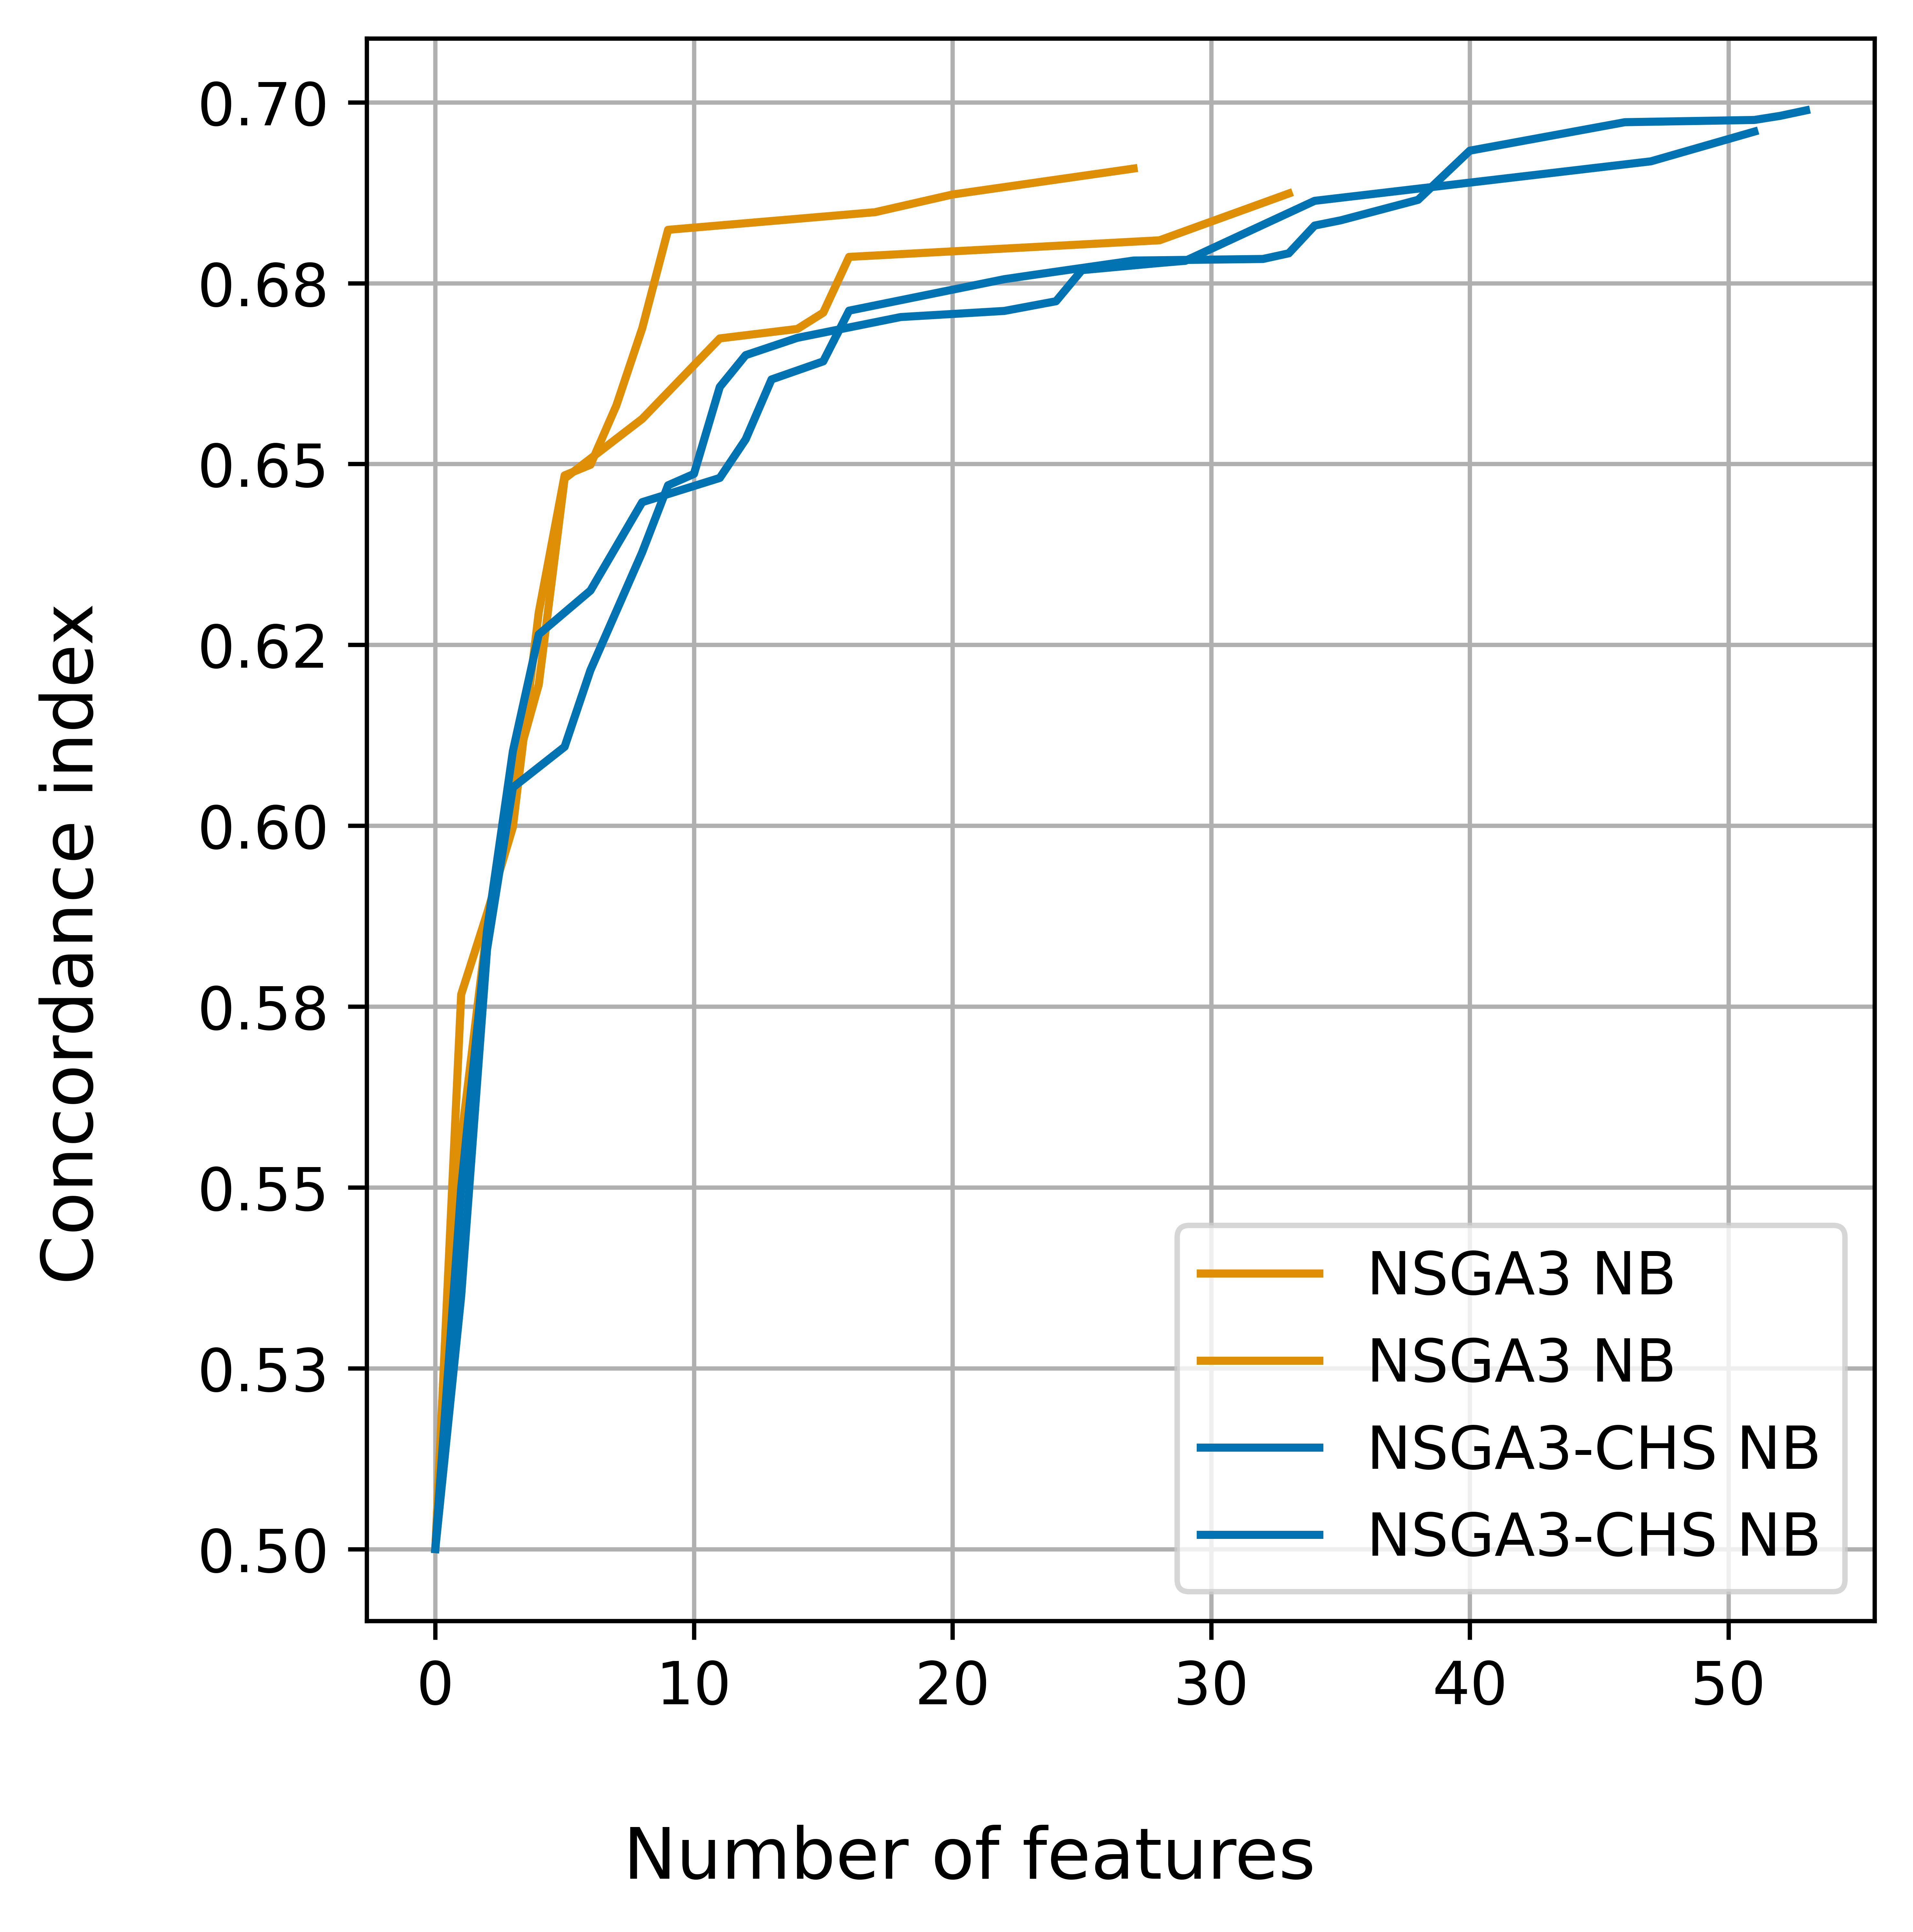 0.70
0.68
0.65
0.62
0.60
0.58
0.55
0.53
0.50
Concordance index
NSGA3 NB
NSGA3 NB
NSGA3-CHS NB
NSGA3-CHS NB
0 10 20 30 40 50
Number of features